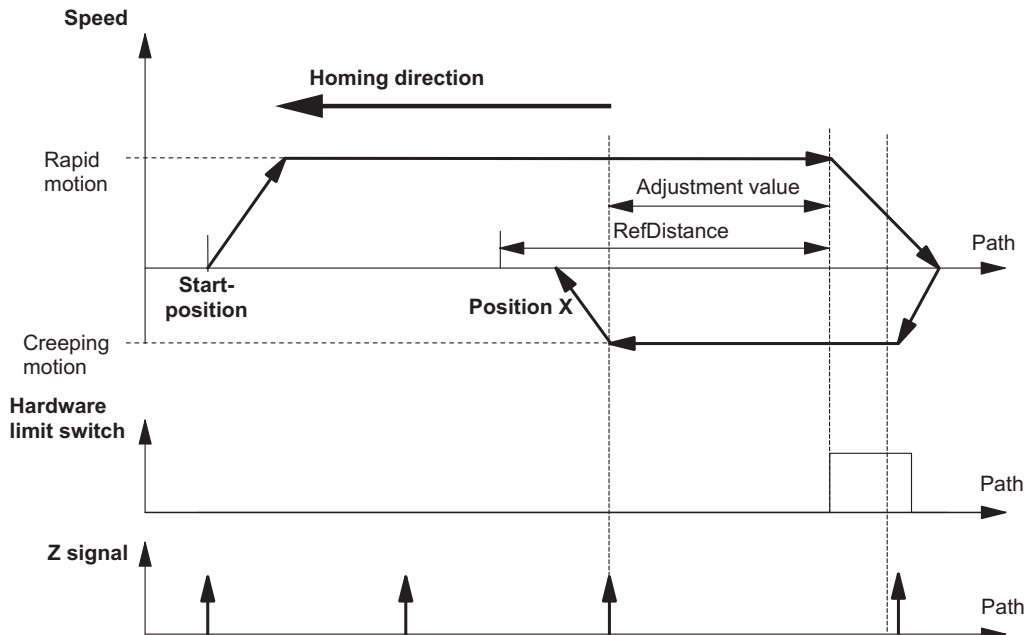 Speed
Homing direction
Rapid
motion
Adjustment value
RefDistance
Path
Start-
position
Position X
Creeping
motion
Hardware
limit switch
Path
Z signal
Path